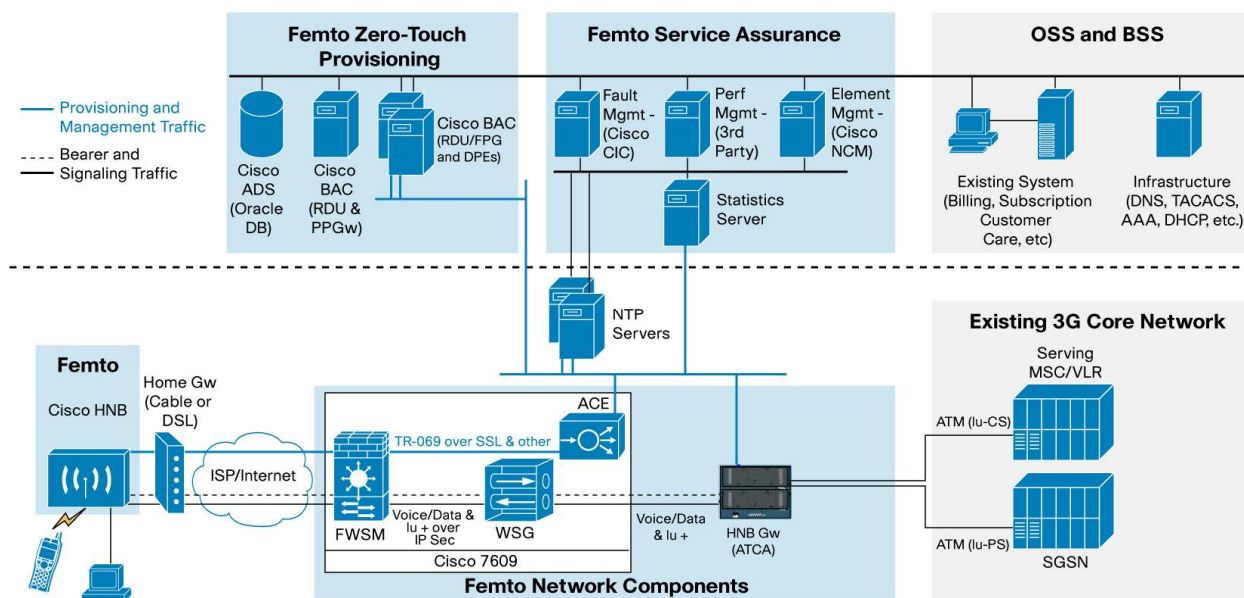 Femto Zero-Touch
Provisioning
Femto Service Assurance
OSS and BSS
Provisioning and
Management Traffic
Bearer and
Signaling Traffic
Cisco
ADS
(Oracle
DB)
Cisco
BAC
(RDU &
PPGw)
Cisco BAC
(RDU/FPG
and DPEs)
Fault
Mgmt -
(Cisco
CIC)
Perf
Mgmt -
(3rd
Party)
Element
Mgmt -
(Cisco
NCM)
Statistics
Server
Existing System
(Billing, Subscription
Customer
Care, etc)
Infrastructure
(DNS, TACACS,
AAA, DHCP, etc.)
NTP
Servers
Femto
Cisco HNB
Home Gw
(Cable or
DSL)
ISP/Internet
ACE
TR-069 over SSL & other
FWSM
Voice/Data &
Iu + over
IP Sec
WSG
Cisco 7609
Voice/Data
& Iu +
HNB Gw
(ATCA)
Femto Network Components
Existing 3G Core Network
Serving
MSC/VLR
ATM (Iu-CS)
ATM (Iu-PS)
SGSN